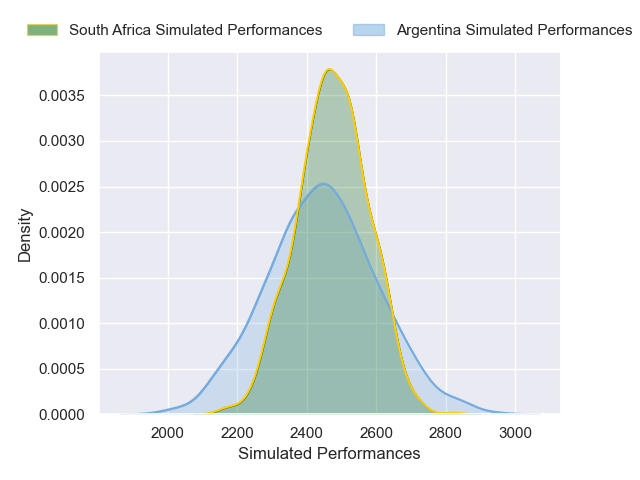 South Africa Simulated Performances Argentina Simulated Performances
0.0035
0.0030
0.0025
0.0020
0.0015
0.0010
0.0005
0.0000
Density
2000 2200 2400 2600 2800 3000
Simulated Performances